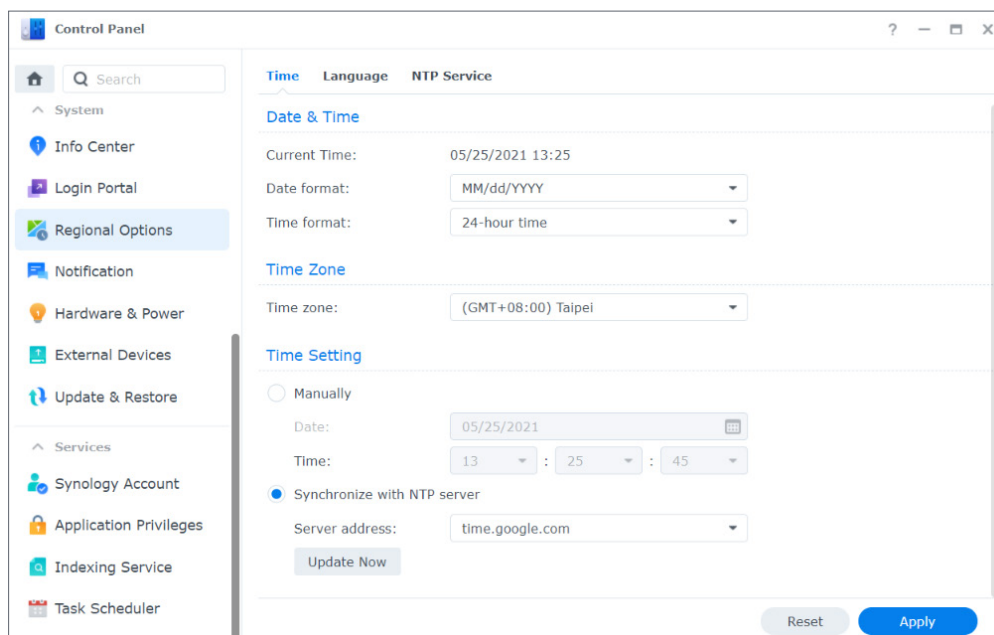 Control Panel
?
Search
System
Info Center
Login Portal
Regional Options
Notification
Hardware & Power
External Devices
Update & Restore
Services
Synology Account
Application Privileges
Indexing Service
Task Scheduler
Time Language NTP Service
Date & Time
Current Time: 05/25/2021 13:25
Date format: MM/dd/YYYY
Time format: 24-hour time
Time Zone
Time zone: (GMT+08:00) Taipei
Time Setting
Manually
Date: 05/25/2021
Time: 13 : 25 : 45
Synchronize with NTP server
Server address: time.google.com
Update Now
Reset Apply